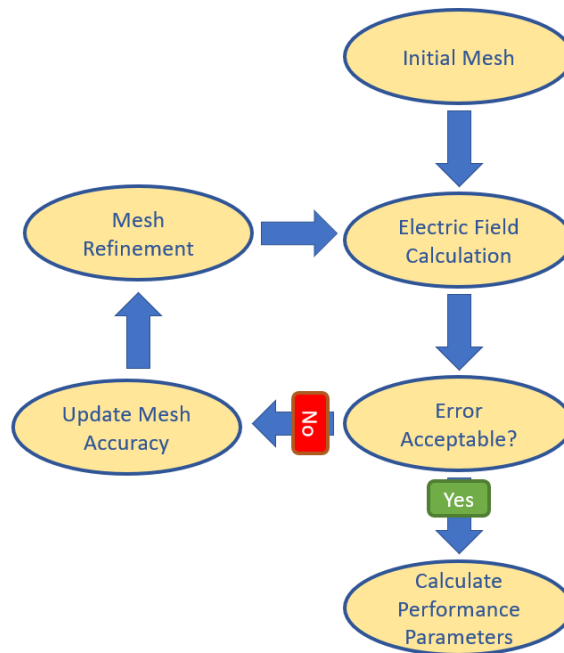 Initial Mesh
Mesh
Refinement
Electric Field
Calculation
Update Mesh
Accuracy
No
Error
Acceptable?
Yes
Calculate
Performance
Parameters